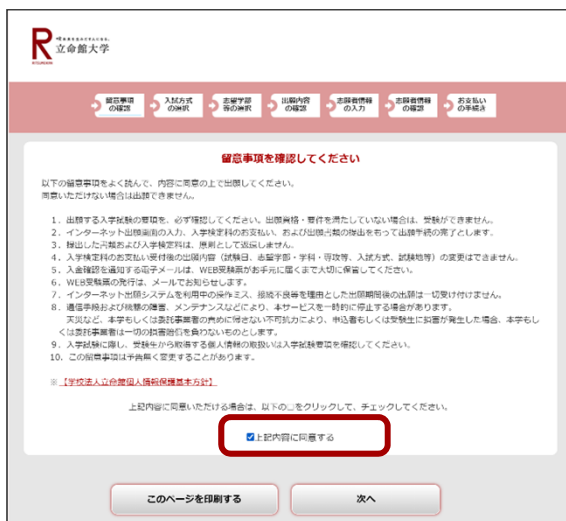 R
立命館大学
RITSUMEIKAN
留意事項
の確認
入試方式
の選択
志望学部
等の選択
出願内容
の確認
志願者情報
の入力
志願者情報
の確認
お支払い
の手続き
留意事項を確認してください
以下の留意事項をよく読んで、内容に同意の上で出願してください。
同意いただけない場合は出願できません。
1. 出願する入学試験の要項を、必ず確認してください。出願資格・要件を満たしていない場合は、受験ができません。
2. インターネット出願画面の入力、入学検定料のお支払い、および出願書類の提出をもって出願手続の完了とします。
3. 提出した書類および入学検定料は、原則として返還しません。
4. 入学検定料のお支払い後の出願内容（試験日、志望学部・学科・専攻等、入試方式、試験地等）の変更はできません。
5. 入金確認を通知する電子メールは、WEB受験票がお手元に届くまで大切に保管してください。
6. WEB受験票の発行は、メールでお知らせします。
7. インターネット出願システムを利用中の操作ミス、接続不良等を理由とした出願期間後の出願は一切受け付けません。
8. 通信手段および機器の障害、メンテナンスなどにより、本サービスを一時的に停止する場合があります。
天災など、本学もしくは委託事業者の責めに帰さない不可抗力により、申込者もしくは受験生に損害が発生した場合、本学もし
くは委託事業者は一切の損害賠償を負わないものとします。
9. 入学試験に際し、受験生から取得する個人情報の取扱いは入学試験要項を確認してください。
10. この留意事項は予告無く変更することがあります。
※【学校法人立命館個人情報保護基本方針】
上記内容に同意いただける場合は、以下の□をクリックして、チェックしてください。
上記内容に同意する
このページを印刷する
次へ